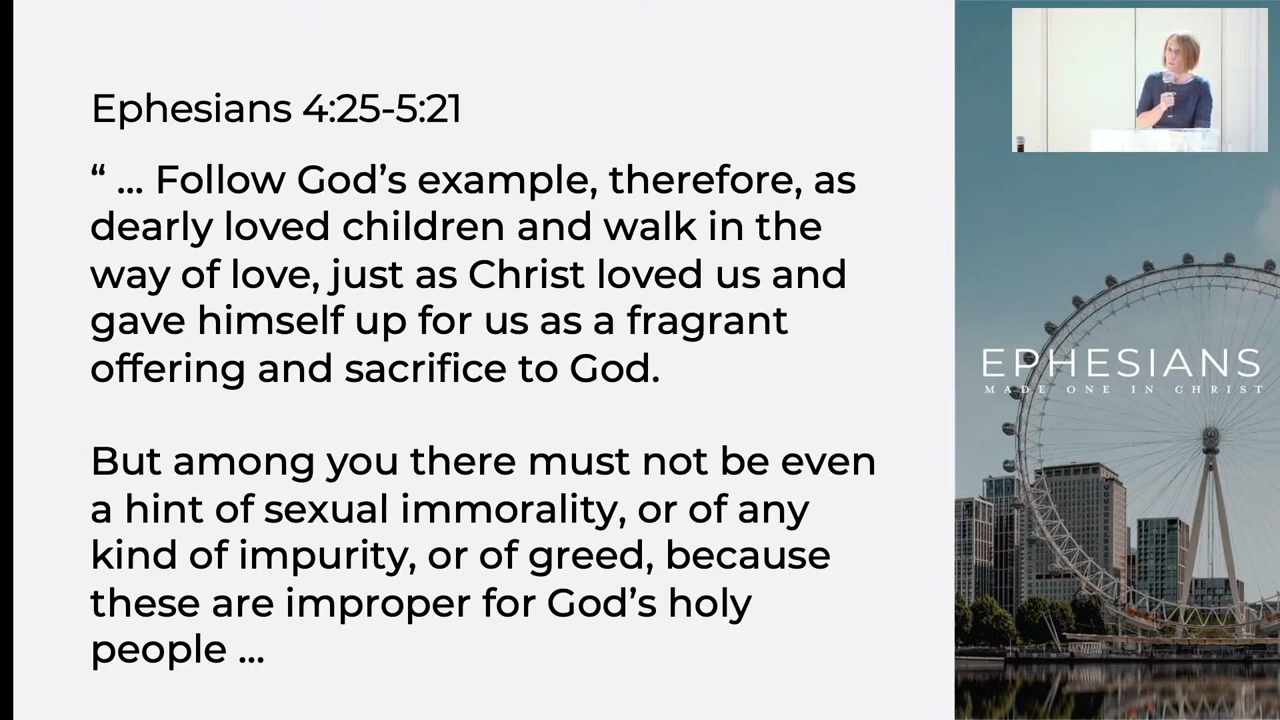 Ephesians 4:25-5:21
“ ... Follow God’s example, therefore, as
dearly loved children and walk in the
way of love, just as Christ loved us and
gave himself up for us as a fragrant
offering and sacrifice to God.
But among you there must not be even
a hint of sexual immorality, or of any
kind of impurity, or of greed, because
these are improper for God’s holy
people ...
EPHESIANS
MADE ONE IN CHRIST